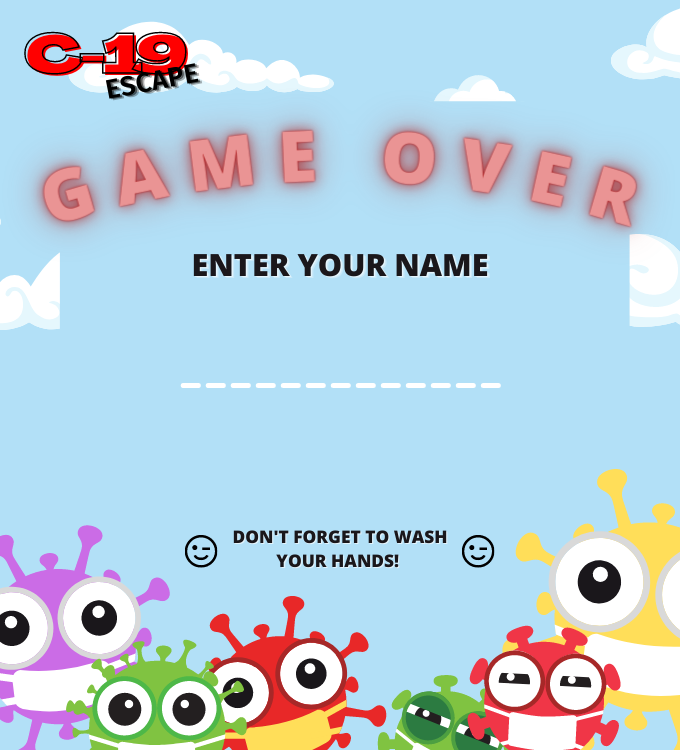 C-19
ESCAPE
GAME OVER
ENTER YOUR NAME
DON'T FORGET TO WASH
YOUR HANDS!